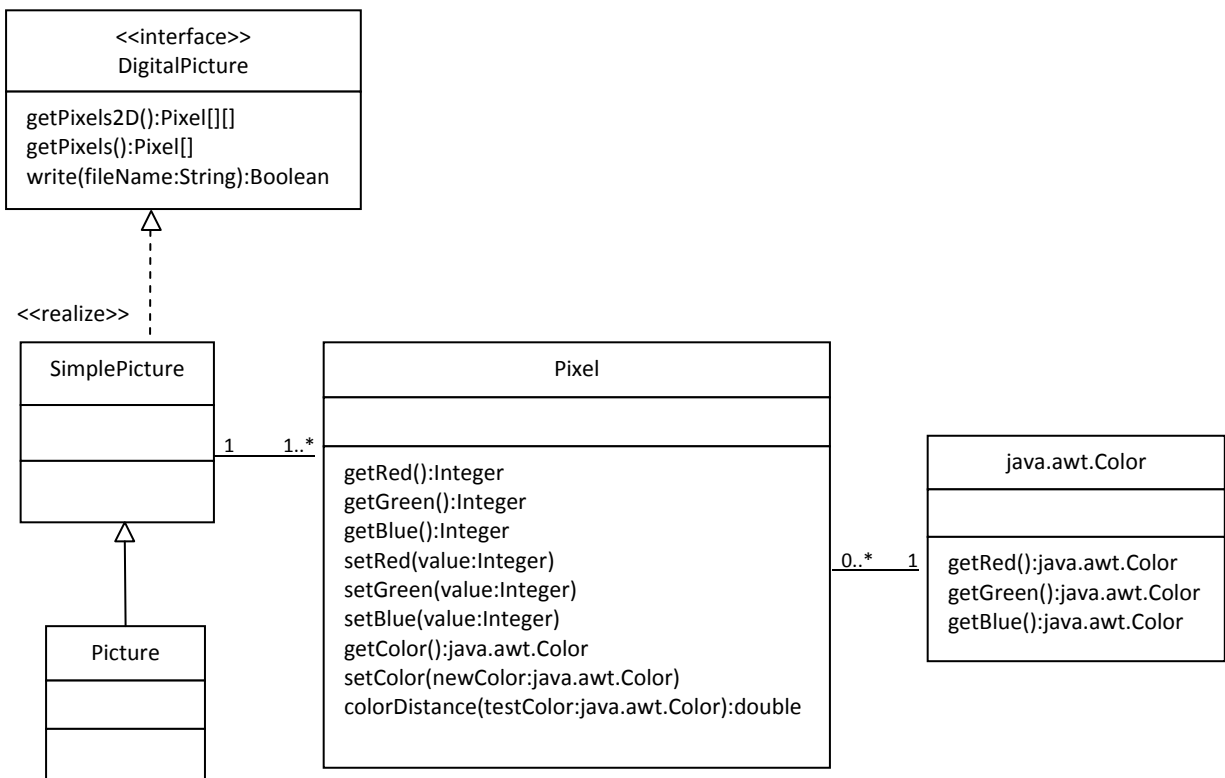 <<interface>>
DigitalPicture
getPixels2D():Pixel[][]
getPixels():Pixel[]
write(fileName:String):Boolean
<<realize>>
SimplePicture
1
1..*
Pixel
getRed():Integer
getGreen():Integer
getBlue():Integer
setRed(value:Integer)
setGreen(value:Integer)
setBlue(value:Integer)
getColor():java.awt.Color
setColor(newColor:java.awt.Color)
colorDistance(testColor:java.awt.Color):double
0..*
1
java.awt.Color
getRed():java.awt.Color
getGreen():java.awt.Color
getBlue():java.awt.Color
Picture